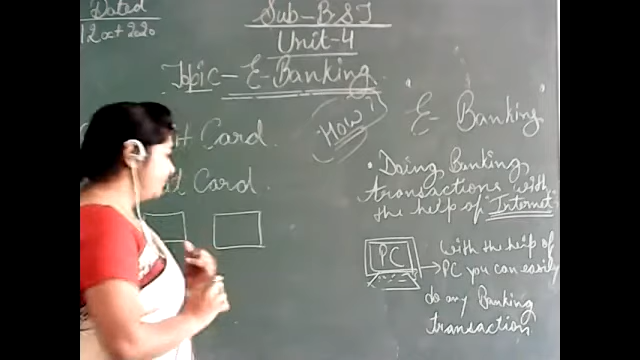 Dated
12 Oct 2020
Sub-BST
Unit-4
Topic - E-Banking
How?
t Card.
Card.
E-Banking
• Doing Banking
transactions with
the help of "Internet"
PC
With the help of
PC you can easily
do any Banking
transaction